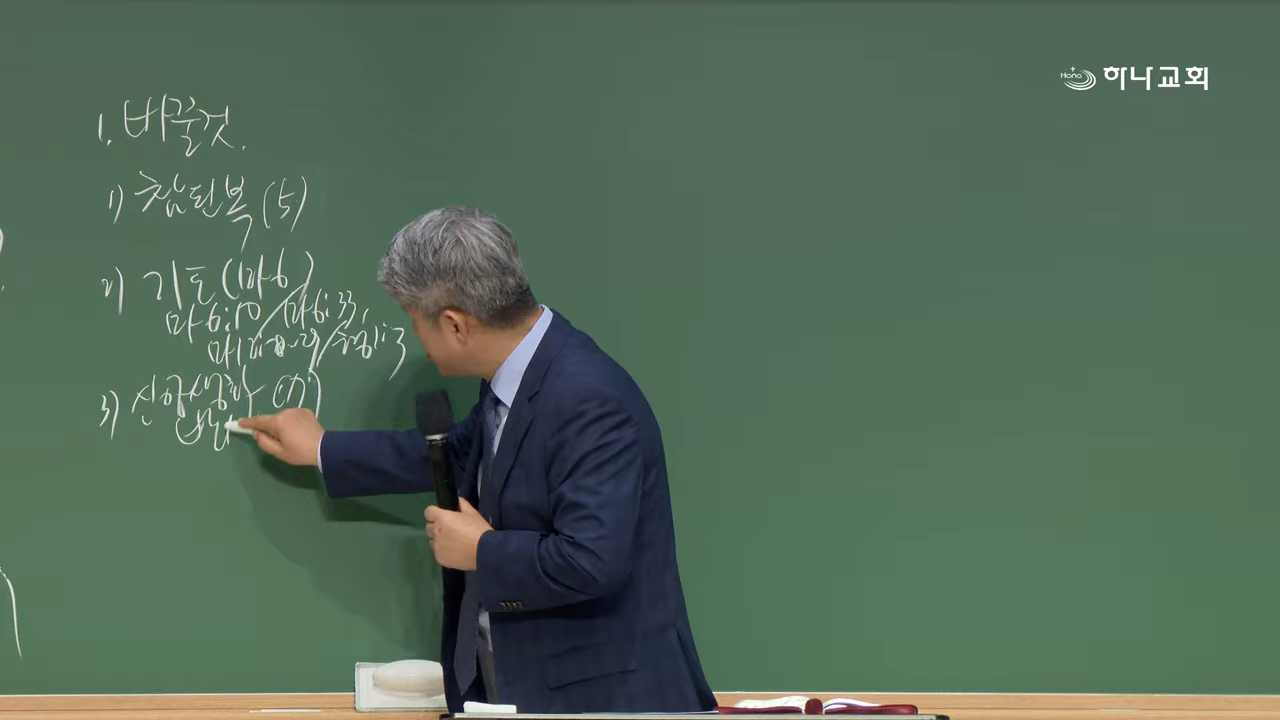 Hana 하나교회
1. 바꿀것.
1) 참된복 (5)
2) 기도 (마6)
마6:10 / 마6:33,
3) 신앙생활 (7)